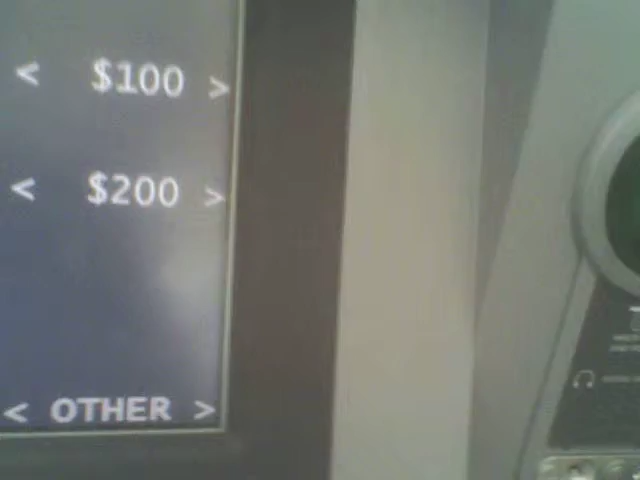 < $100 >
< $200 >
< OTHER >